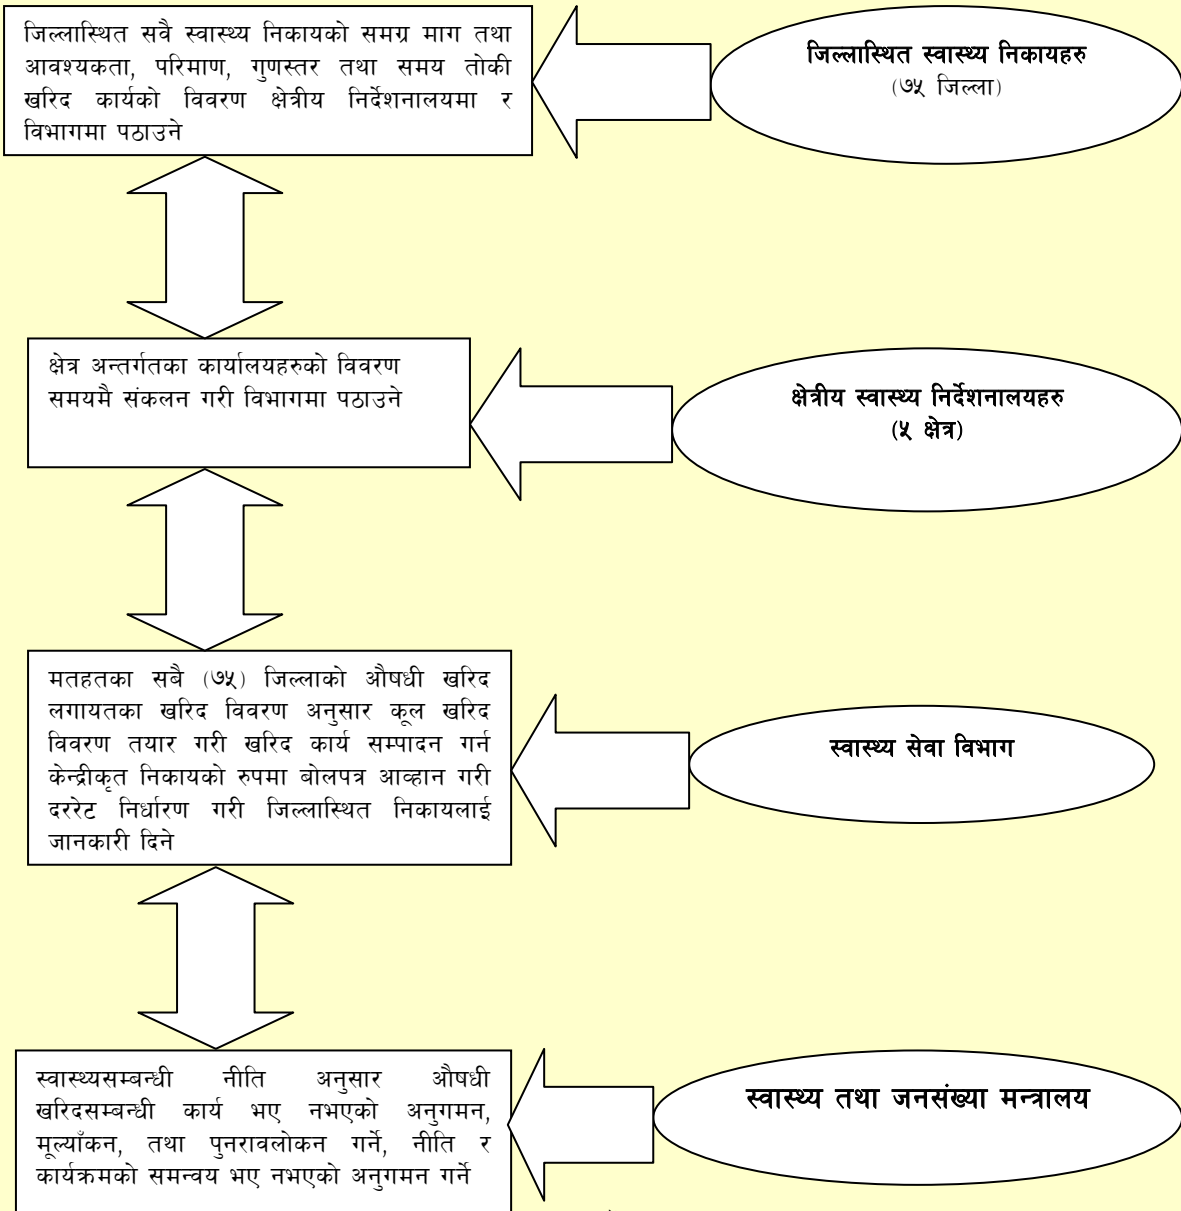 जिल्लास्थित सवै स्वास्थ्य निकायको समग्र माग तथा
आवश्यकता, परिमाण, गुणस्तर तथा समय तोकी
खरिद कार्यको विवरण क्षेत्रीय निर्देशनालयमा र
विभागमा पठाउने
जिल्लास्थित स्वास्थ्य निकायहरु
(७५ जिल्ला)
क्षेत्र अन्तर्गतका कार्यालयहरुको विवरण
समयमै संकलन गरी विभागमा पठाउने
क्षेत्रीय स्वास्थ्य निर्देशनालयहरु
(५ क्षेत्र)
मतहतका सबै (७५) जिल्लाको औषधी खरिद
लगायतका खरिद विवरण अनुसार कूल खरिद
विवरण तयार गरी खरिद कार्य सम्पादन गर्न
केन्द्रीकृत निकायको रुपमा बोलपत्र आव्हान गरी
दररेट निर्धारण गरी जिल्लास्थित निकायलाई
जानकारी दिने
स्वास्थ्य सेवा विभाग
स्वास्थ्यसम्बन्धी नीति अनुसार औषधी
खरिदसम्बन्धी कार्य भए नभएको अनुगमन,
मूल्याँकन, तथा पुनरावलोकन गर्ने, नीति र
कार्यक्रमको समन्वय भए नभएको अनुगमन गर्ने
स्वास्थ्य तथा जनसंख्या मन्त्रालय